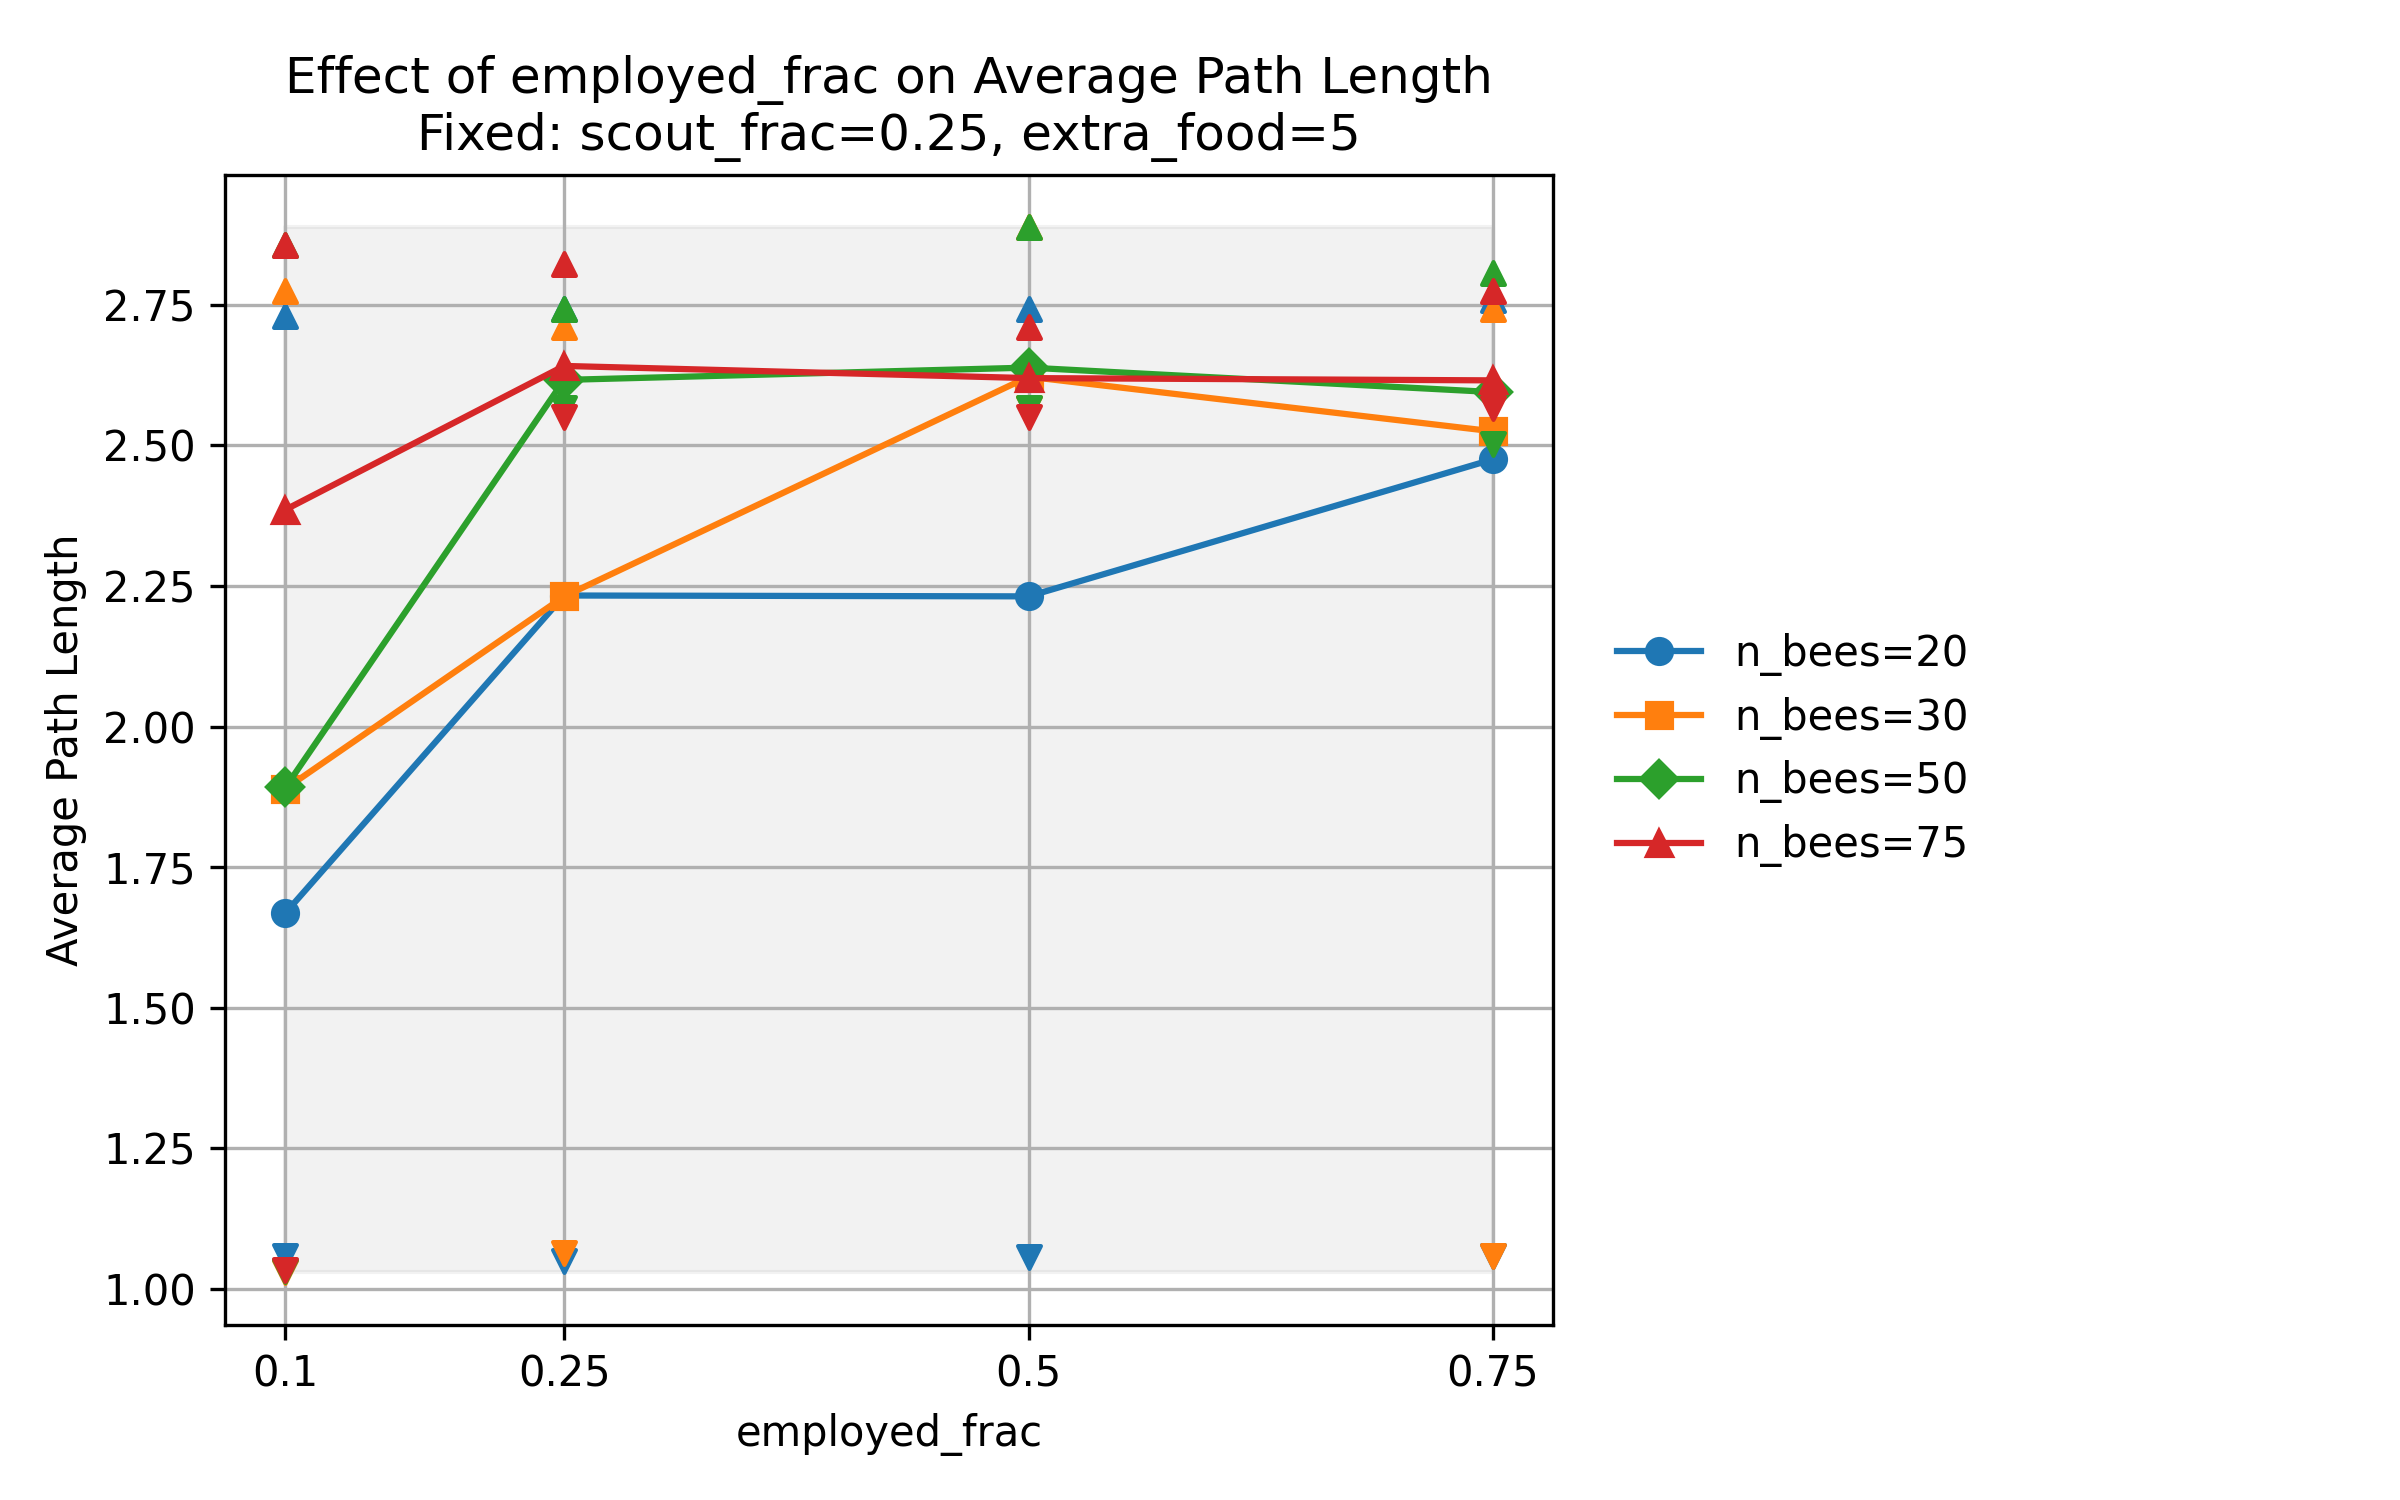 Effect of employed_frac on Average Path Length
Fixed: scout_frac=0.25, extra_food=5
Average Path Length
2.75
2.50
2.25
2.00
1.75
1.50
1.25
1.00
0.1
0.25
0.5
0.75
employed_frac
n_bees=20
n_bees=30
n_bees=50
n_bees=75